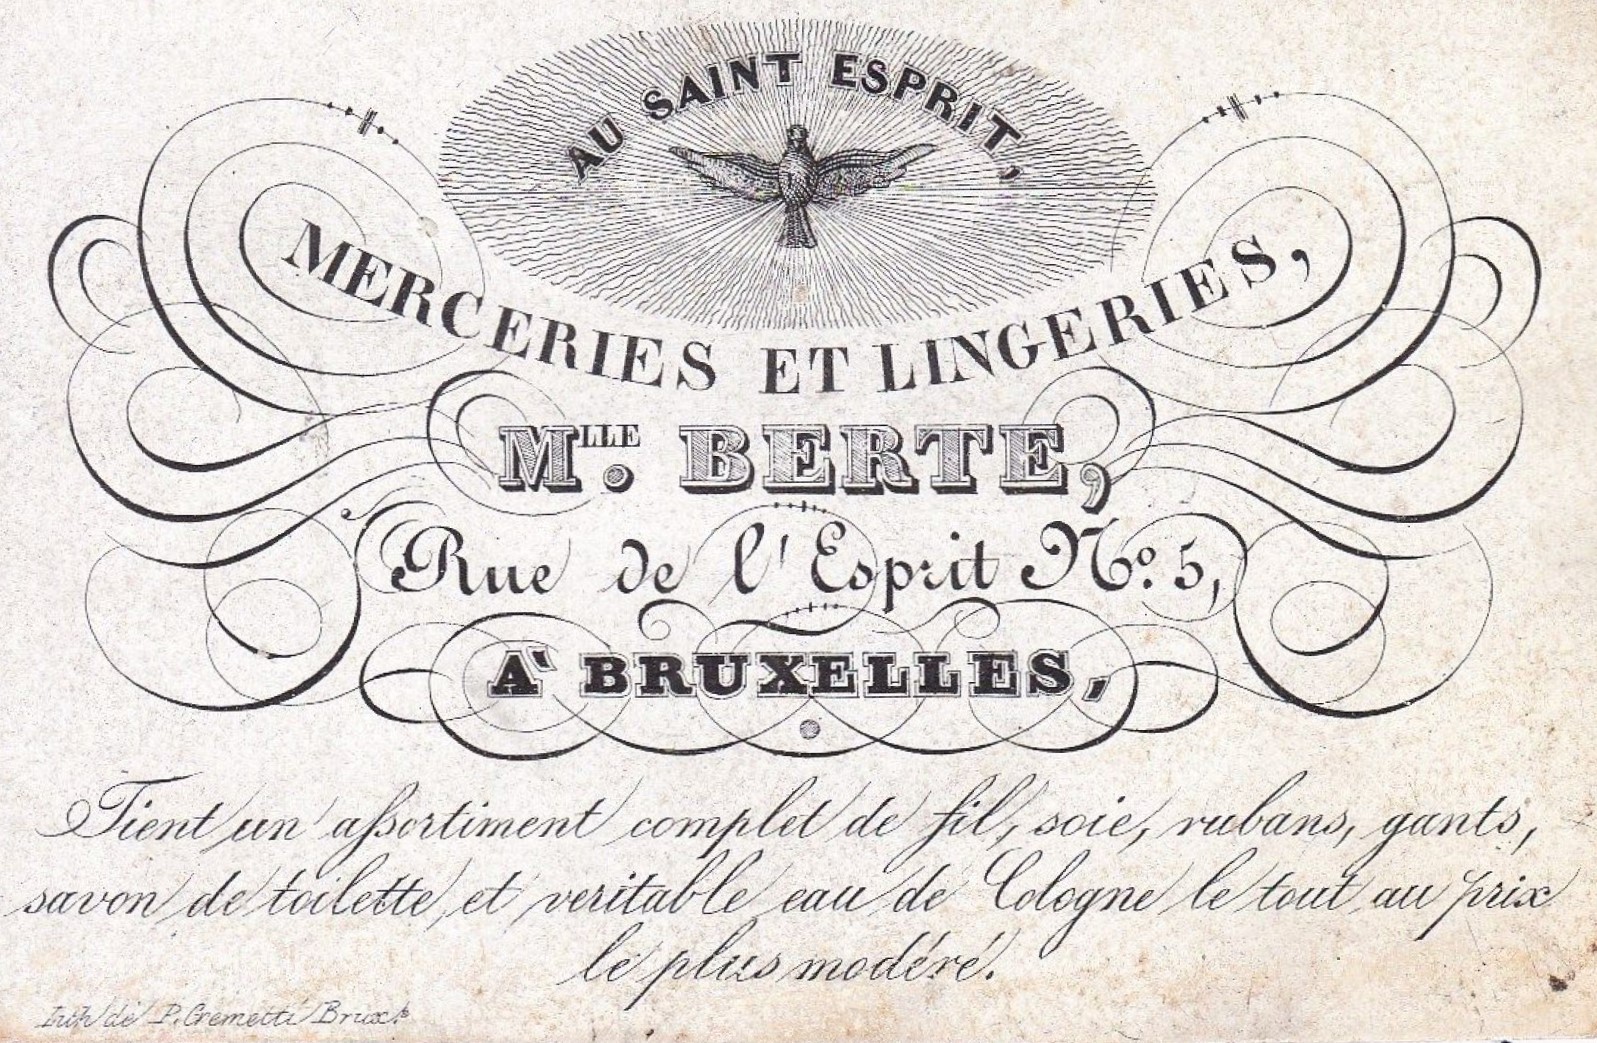 AU SAINT ESPRIT,
MERCERIES ET LINGERIES,
MLLE. BERTE,
Rue de l'Esprit No. 5,
A' BRUXELLES,
Tient un aſsortiment complet de fil, soie, rubans, gants,
savon de toilette, et veritable eau de Cologne le tout au prix
le plus modéré.
Lith de P. Cremetti Brux.